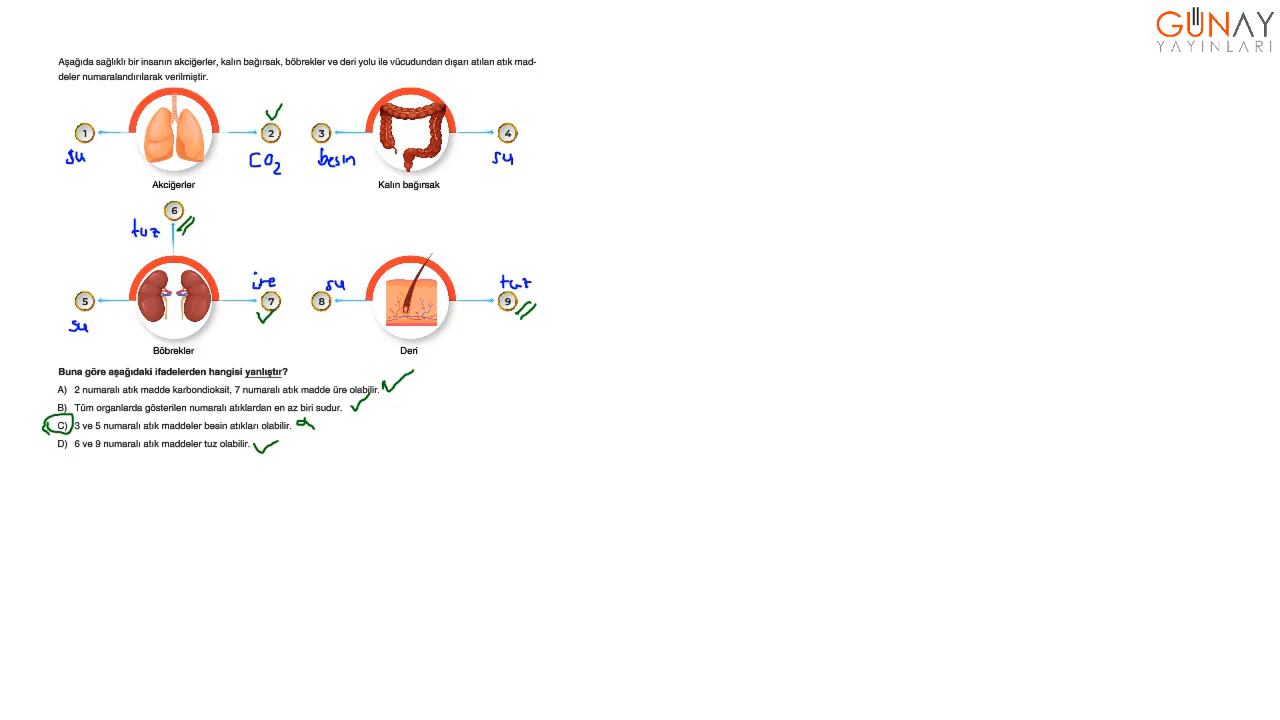 GÜNAY
YAYINLARI
Aşağıda sağlıklı bir insanın akciğerler, kalın bağırsak, böbrekler ve deri yolu ile vücudundan dışarı atılan atık mad-
deler numaralandırılarak verilmiştir.
1 2 3 4
su CO2 besin su
Akciğerler Kalın bağırsak
6
tuz
üre su tuz
5 7 8 9
su
Böbrekler Deri
Buna göre aşağıdaki ifadelerden hangisi yanlıştır?
A) 2 numaralı atık madde karbondioksit, 7 numaralı atık madde üre olabilir.
B) Tüm organlarda gösterilen numaralı atıklardan en az biri sudur.
C) 3 ve 5 numaralı atık maddeler besin atıkları olabilir.
D) 6 ve 9 numaralı atık maddeler tuz olabilir.